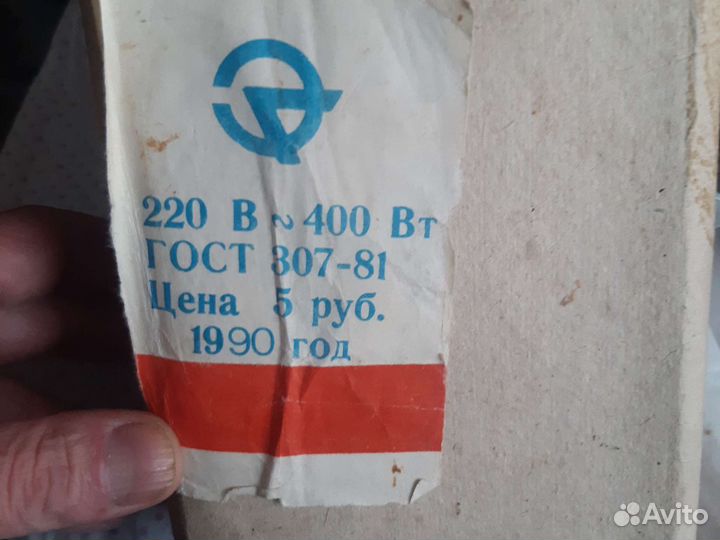 220 В ~ 400 Вт
ГОСТ 307-81
Цена 5 руб.
1990 год
Avito